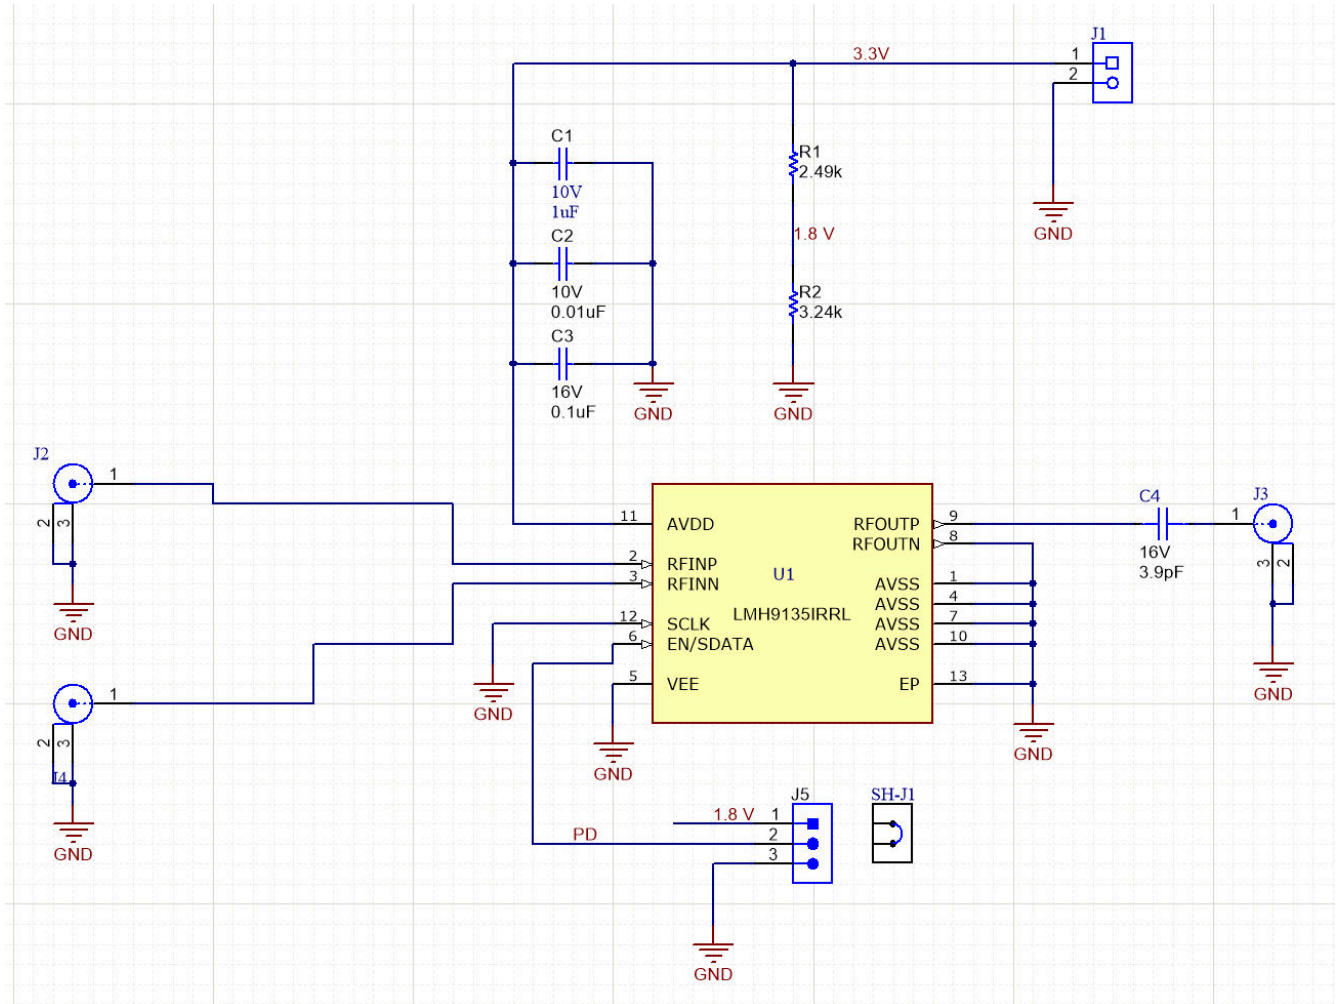 J1
3.3V
1
2
GND
R1
2.49k
1.8 V
R2
3.24k
GND
C1
10V
1uF
C2
10V
0.01uF
C3
16V
0.1uF
GND
J2
1
2
3
GND
1
2
3
J4
GND
11 AVDD
2 RFINP
3 RFINN
12 SCLK
6 EN/SDATA
5 VEE
U1
LMH9135IRRL
RFOUTP 9
RFOUTN 8
AVSS 1
AVSS 4
AVSS 7
AVSS 10
EP 13
GND
GND
GND
C4
16V
3.9pF
J3
1
3
2
GND
J5
1.8 V 1
PD 2
3
GND
SH-J1